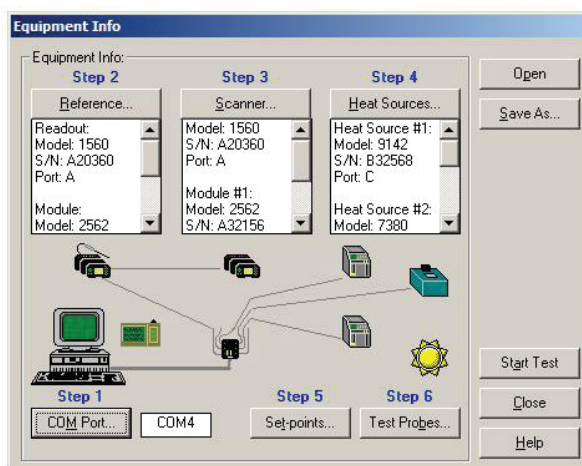 Equipment Info
Equipment Info:
Step 2
Reference...
Readout:
Model: 1560
S/N: A20360
Port: A
Module:
Model: 2562
Step 3
Scanner...
Model: 1560
S/N: A20360
Port: A
Module #1:
Model: 2562
S/N: A32156
Step 4
Heat Sources...
Heat Source #1:
Model: 9142
S/N: B32568
Port: C
Heat Source #2:
Model: 7380
Open
Save As...
Step 1
COM Port...
COM4
Step 5
Set-points...
Step 6
Test Probes...
Start Test
Close
Help